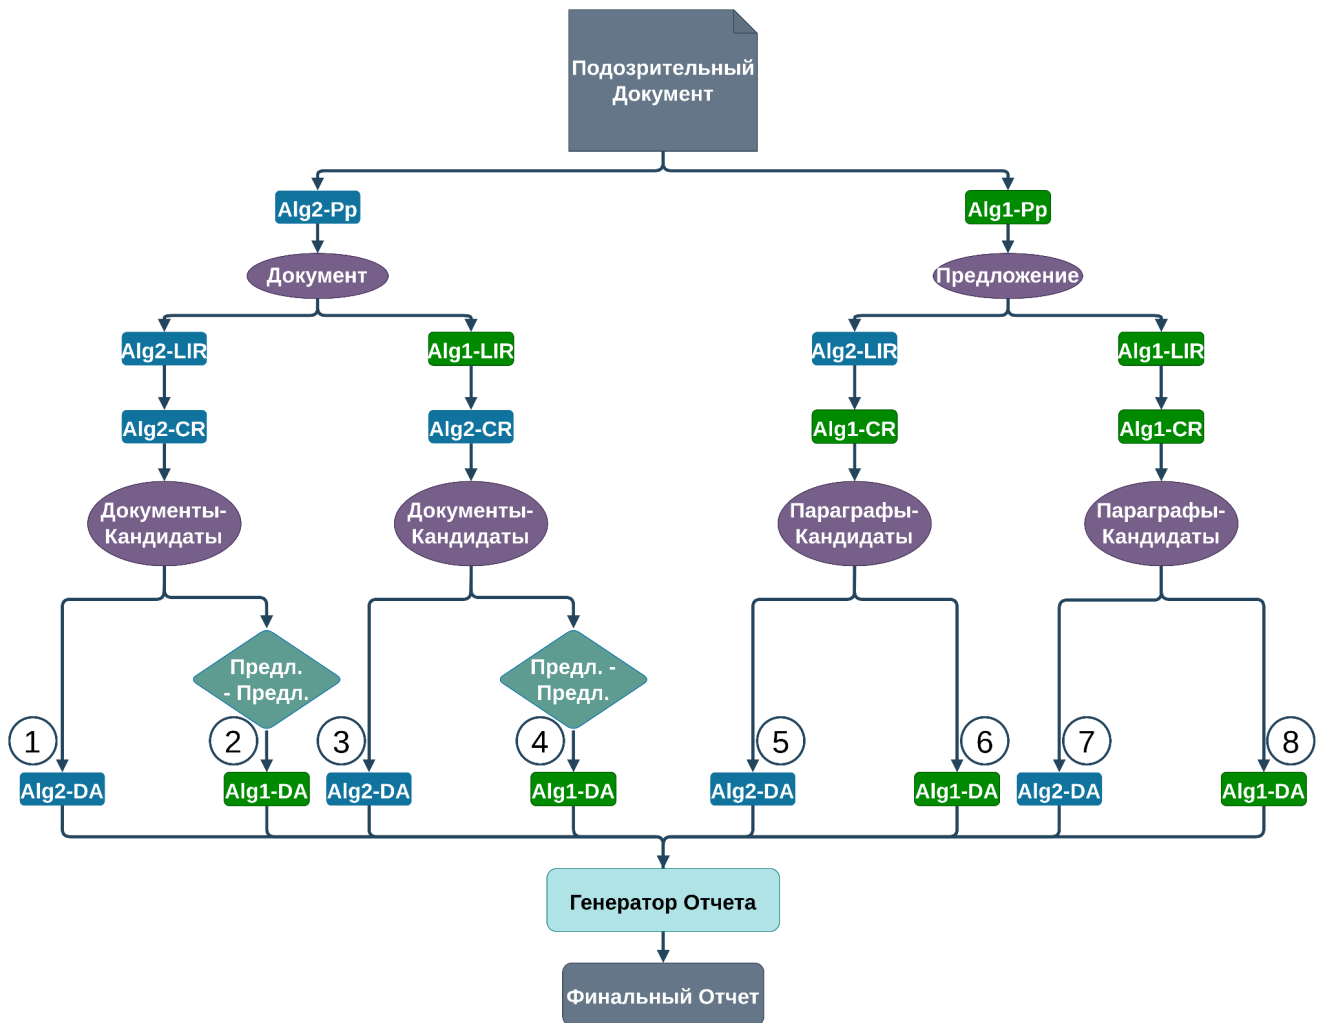 Подозрительный
Документ
Alg2-Pp
Alg1-Pp
Документ
Предложение
Alg2-LIR
Alg1-LIR
Alg2-LIR
Alg1-LIR
Alg2-CR
Alg2-CR
Alg1-CR
Alg1-CR
Документы-
Кандидаты
Документы-
Кандидаты
Параграфы-
Кандидаты
Параграфы-
Кандидаты
Предл.
- Предл.
Предл. -
Предл.
1
2
3
4
5
6
7
8
Alg2-DA
Alg1-DA
Alg2-DA
Alg1-DA
Alg2-DA
Alg1-DA
Alg2-DA
Alg1-DA
Генератор Отчета
Финальный Отчет